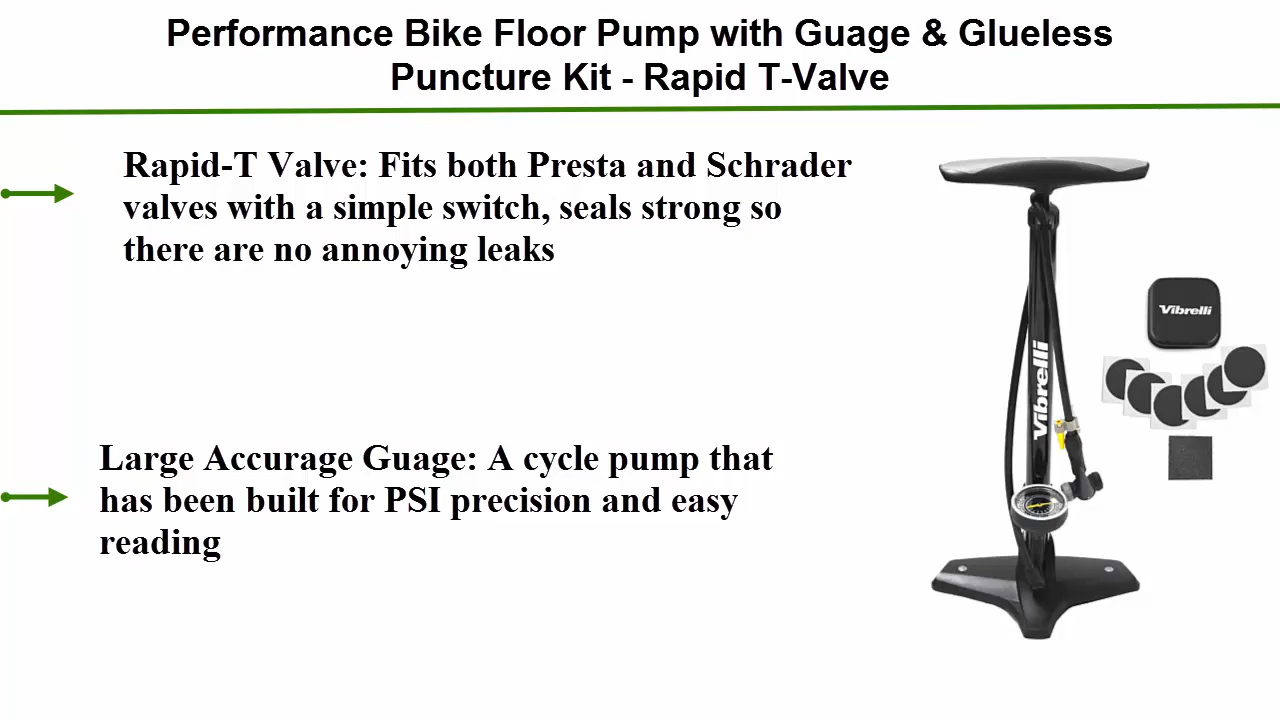 Performance Bike Floor Pump with Guage & Glueless
Puncture Kit - Rapid T-Valve
Rapid-T Valve: Fits both Presta and Schrader
valves with a simple switch, seals strong so
there are no annoying leaks
Vibrelli
Vibrelli
Large Accurage Guage: A cycle pump that
has been built for PSI precision and easy
reading